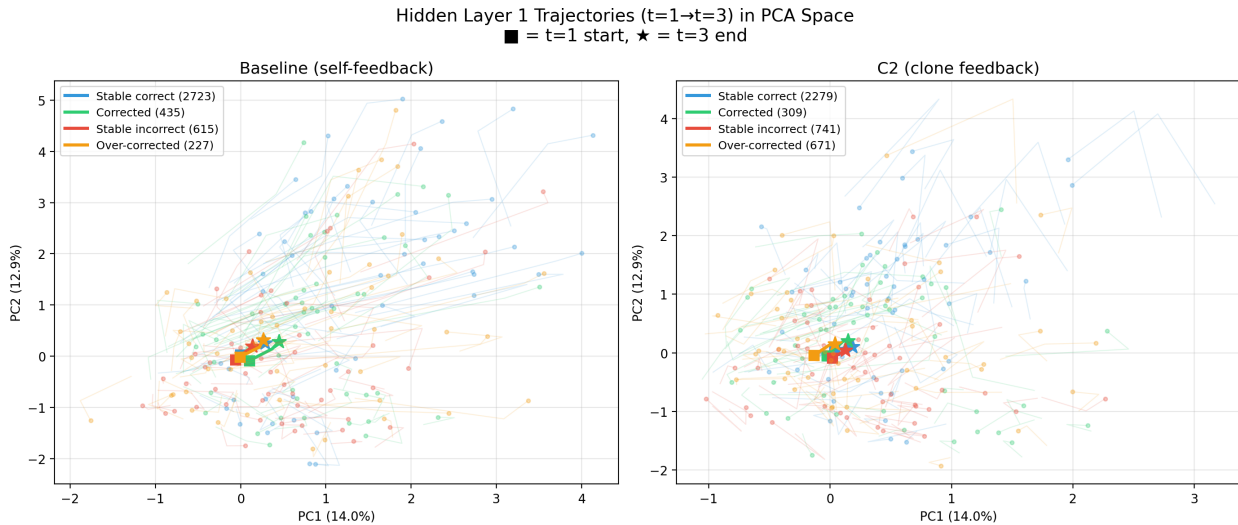 Hidden Layer 1 Trajectories (t=1→t=3) in PCA Space
■ = t=1 start, ★ = t=3 end
Baseline (self-feedback)
Stable correct (2723)
Corrected (435)
Stable incorrect (615)
Over-corrected (227)
5
4
3
2
1
0
−1
−2
PC2 (12.9%)
−2
−1
0
1
2
3
4
PC1 (14.0%)
C2 (clone feedback)
Stable correct (2279)
Corrected (309)
Stable incorrect (741)
Over-corrected (671)
4
3
2
1
0
−1
−2
PC2 (12.9%)
−1
0
1
2
3
PC1 (14.0%)